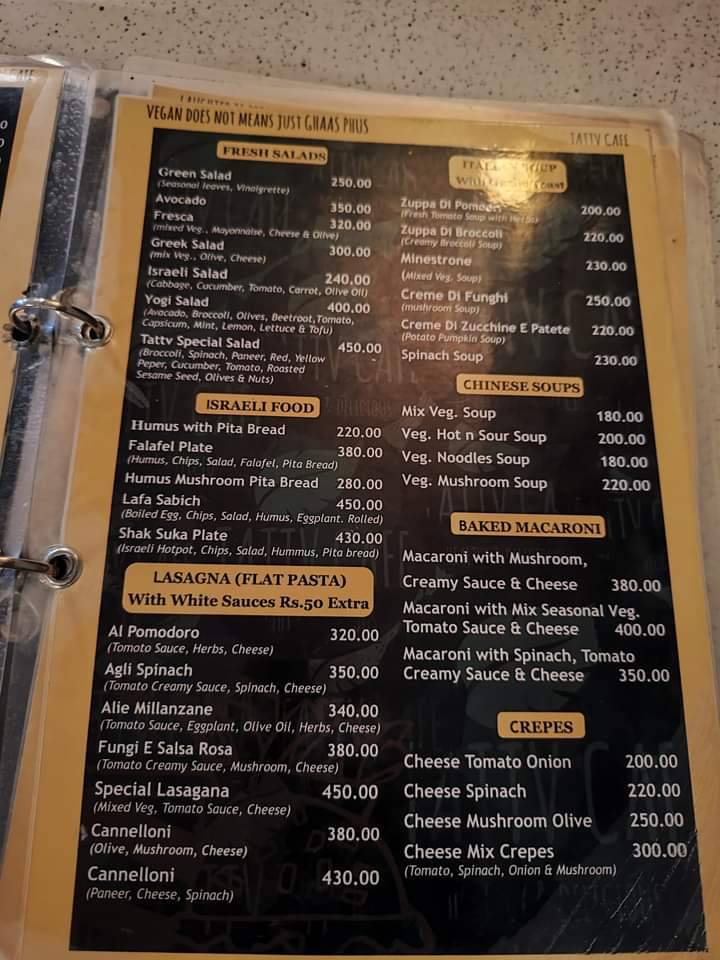 VEGAN DOES NOT MEANS JUST GHAAS PHUS
TATTV CAFE
FRESH SALADS
Green Salad 250.00
(Seasonal leaves, Vinaigrette)
Avocado 350.00
Fresca 320.00
(mixed Veg., Mayonnaise, Cheese & Olive)
Greek Salad 300.00
(mix Veg., Olive, Cheese)
Israeli Salad 240.00
(Cabbage, Cucumber, Tomato, Carrot, Olive Oil)
Yogi Salad 400.00
(Avocado, Broccoli, Olives, Beetroot,Tomato,
Capsicum, Mint, Lemon, Lettuce & Tofu)
Tattv Special Salad 450.00
(Broccoli, Spinach, Paneer, Red, Yellow
Peper, Cucumber, Tomato, Roasted
Sesame Seed, Olives & Nuts)
ISRAELI FOOD
Humus with Pita Bread 220.00
Falafel Plate 380.00
(Humus, Chips, Salad, Falafel, Pita Bread)
Humus Mushroom Pita Bread 280.00
Lafa Sabich 450.00
(Boiled Egg, Chips, Salad, Humus, Eggplant. Rolled)
Shak Suka Plate 430.00
(Israeli Hotpot, Chips, Salad, Hummus, Pita bread)
LASAGNA (FLAT PASTA)
With White Sauces Rs.50 Extra
Al Pomodoro 320.00
(Tomato Sauce, Herbs, Cheese)
Agli Spinach 350.00
(Tomato Creamy Sauce, Spinach, Cheese)
Alie Millanzane 340.00
(Tomato Sauce, Eggplant, Olive Oil, Herbs, Cheese)
Fungi E Salsa Rosa 380.00
(Tomato Creamy Sauce, Mushroom, Cheese)
Special Lasagana 450.00
(Mixed Veg, Tomato Sauce, Cheese)
Cannelloni 380.00
(Olive, Mushroom, Cheese)
Cannelloni 430.00
(Paneer, Cheese, Spinach)
With
Zuppa Di 200.00
(Fresh Tomato Soup with Herbs)
Zuppa Di Broccoli 220.00
(Creamy Broccoli Soup)
Minestrone 230.00
(Mixed Veg. Soup)
Creme Di Funghi 250.00
(mushroom Soup)
Creme Di Zucchine E Patete 220.00
(Potato Pumpkin Soup)
Spinach Soup 230.00
CHINESE SOUPS
Mix Veg. Soup 180.00
Veg. Hot n Sour Soup 200.00
Veg. Noodles Soup 180.00
Veg. Mushroom Soup 220.00
BAKED MACARONI
Macaroni with Mushroom,
Creamy Sauce & Cheese 380.00
Macaroni with Mix Seasonal Veg.
Tomato Sauce & Cheese 400.00
Macaroni with Spinach, Tomato
Creamy Sauce & Cheese 350.00
CREPES
Cheese Tomato Onion 200.00
Cheese Spinach 220.00
Cheese Mushroom Olive 250.00
Cheese Mix Crepes 300.00
(Tomato, Spinach, Onion & Mushroom)